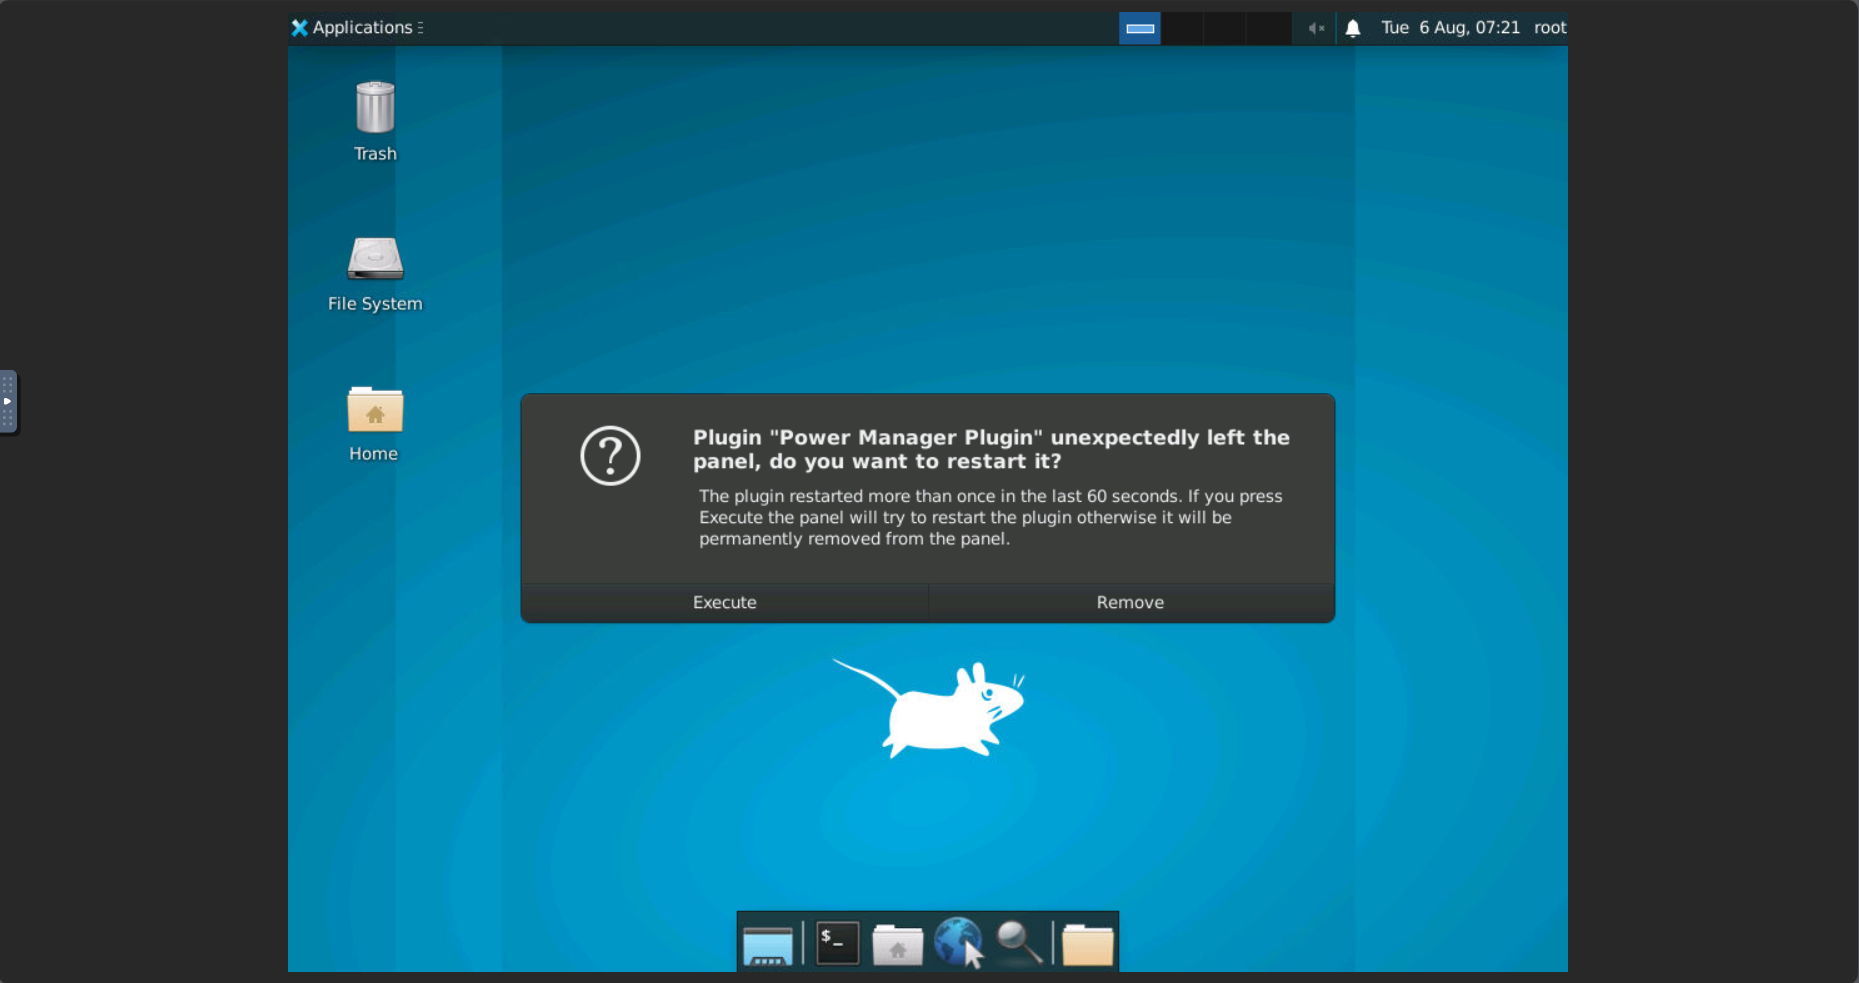 Applications
Tue 6 Aug, 07:21 root
Trash
File System
Home
Plugin "Power Manager Plugin" unexpectedly left the
panel, do you want to restart it?
The plugin restarted more than once in the last 60 seconds. If you press
Execute the panel will try to restart the plugin otherwise it will be
permanently removed from the panel.
Execute Remove
$_